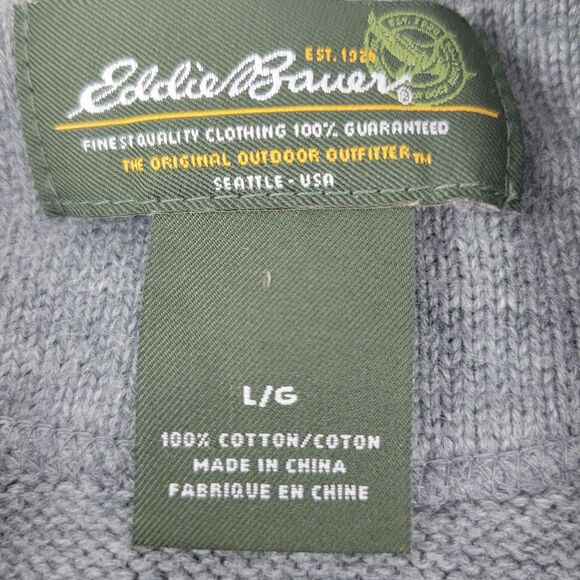 EST. 1920
Eddie Bauer®
FINEST QUALITY CLOTHING 100% GUARANTEED
THE ORIGINAL OUTDOOR OUTFITTER™
SEATTLE - USA
L/G
100% COTTON/COTON
MADE IN CHINA
FABRIQUE EN CHINE